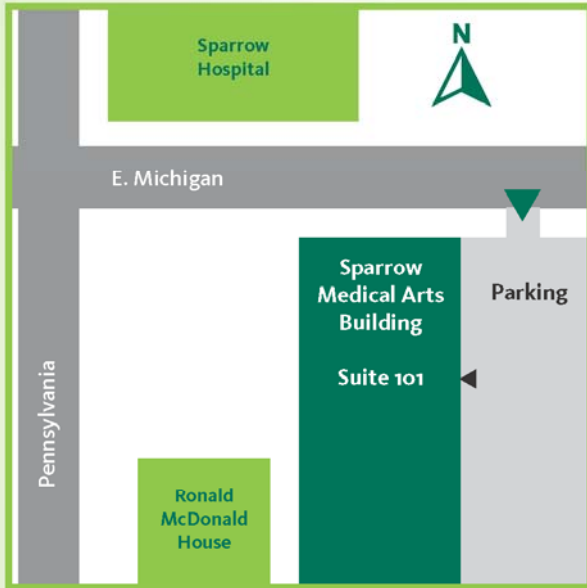 Sparrow
Hospital
N
E. Michigan
Sparrow
Medical Arts
Building
Suite 101
Parking
Pennsylvania
Ronald
McDonald
House